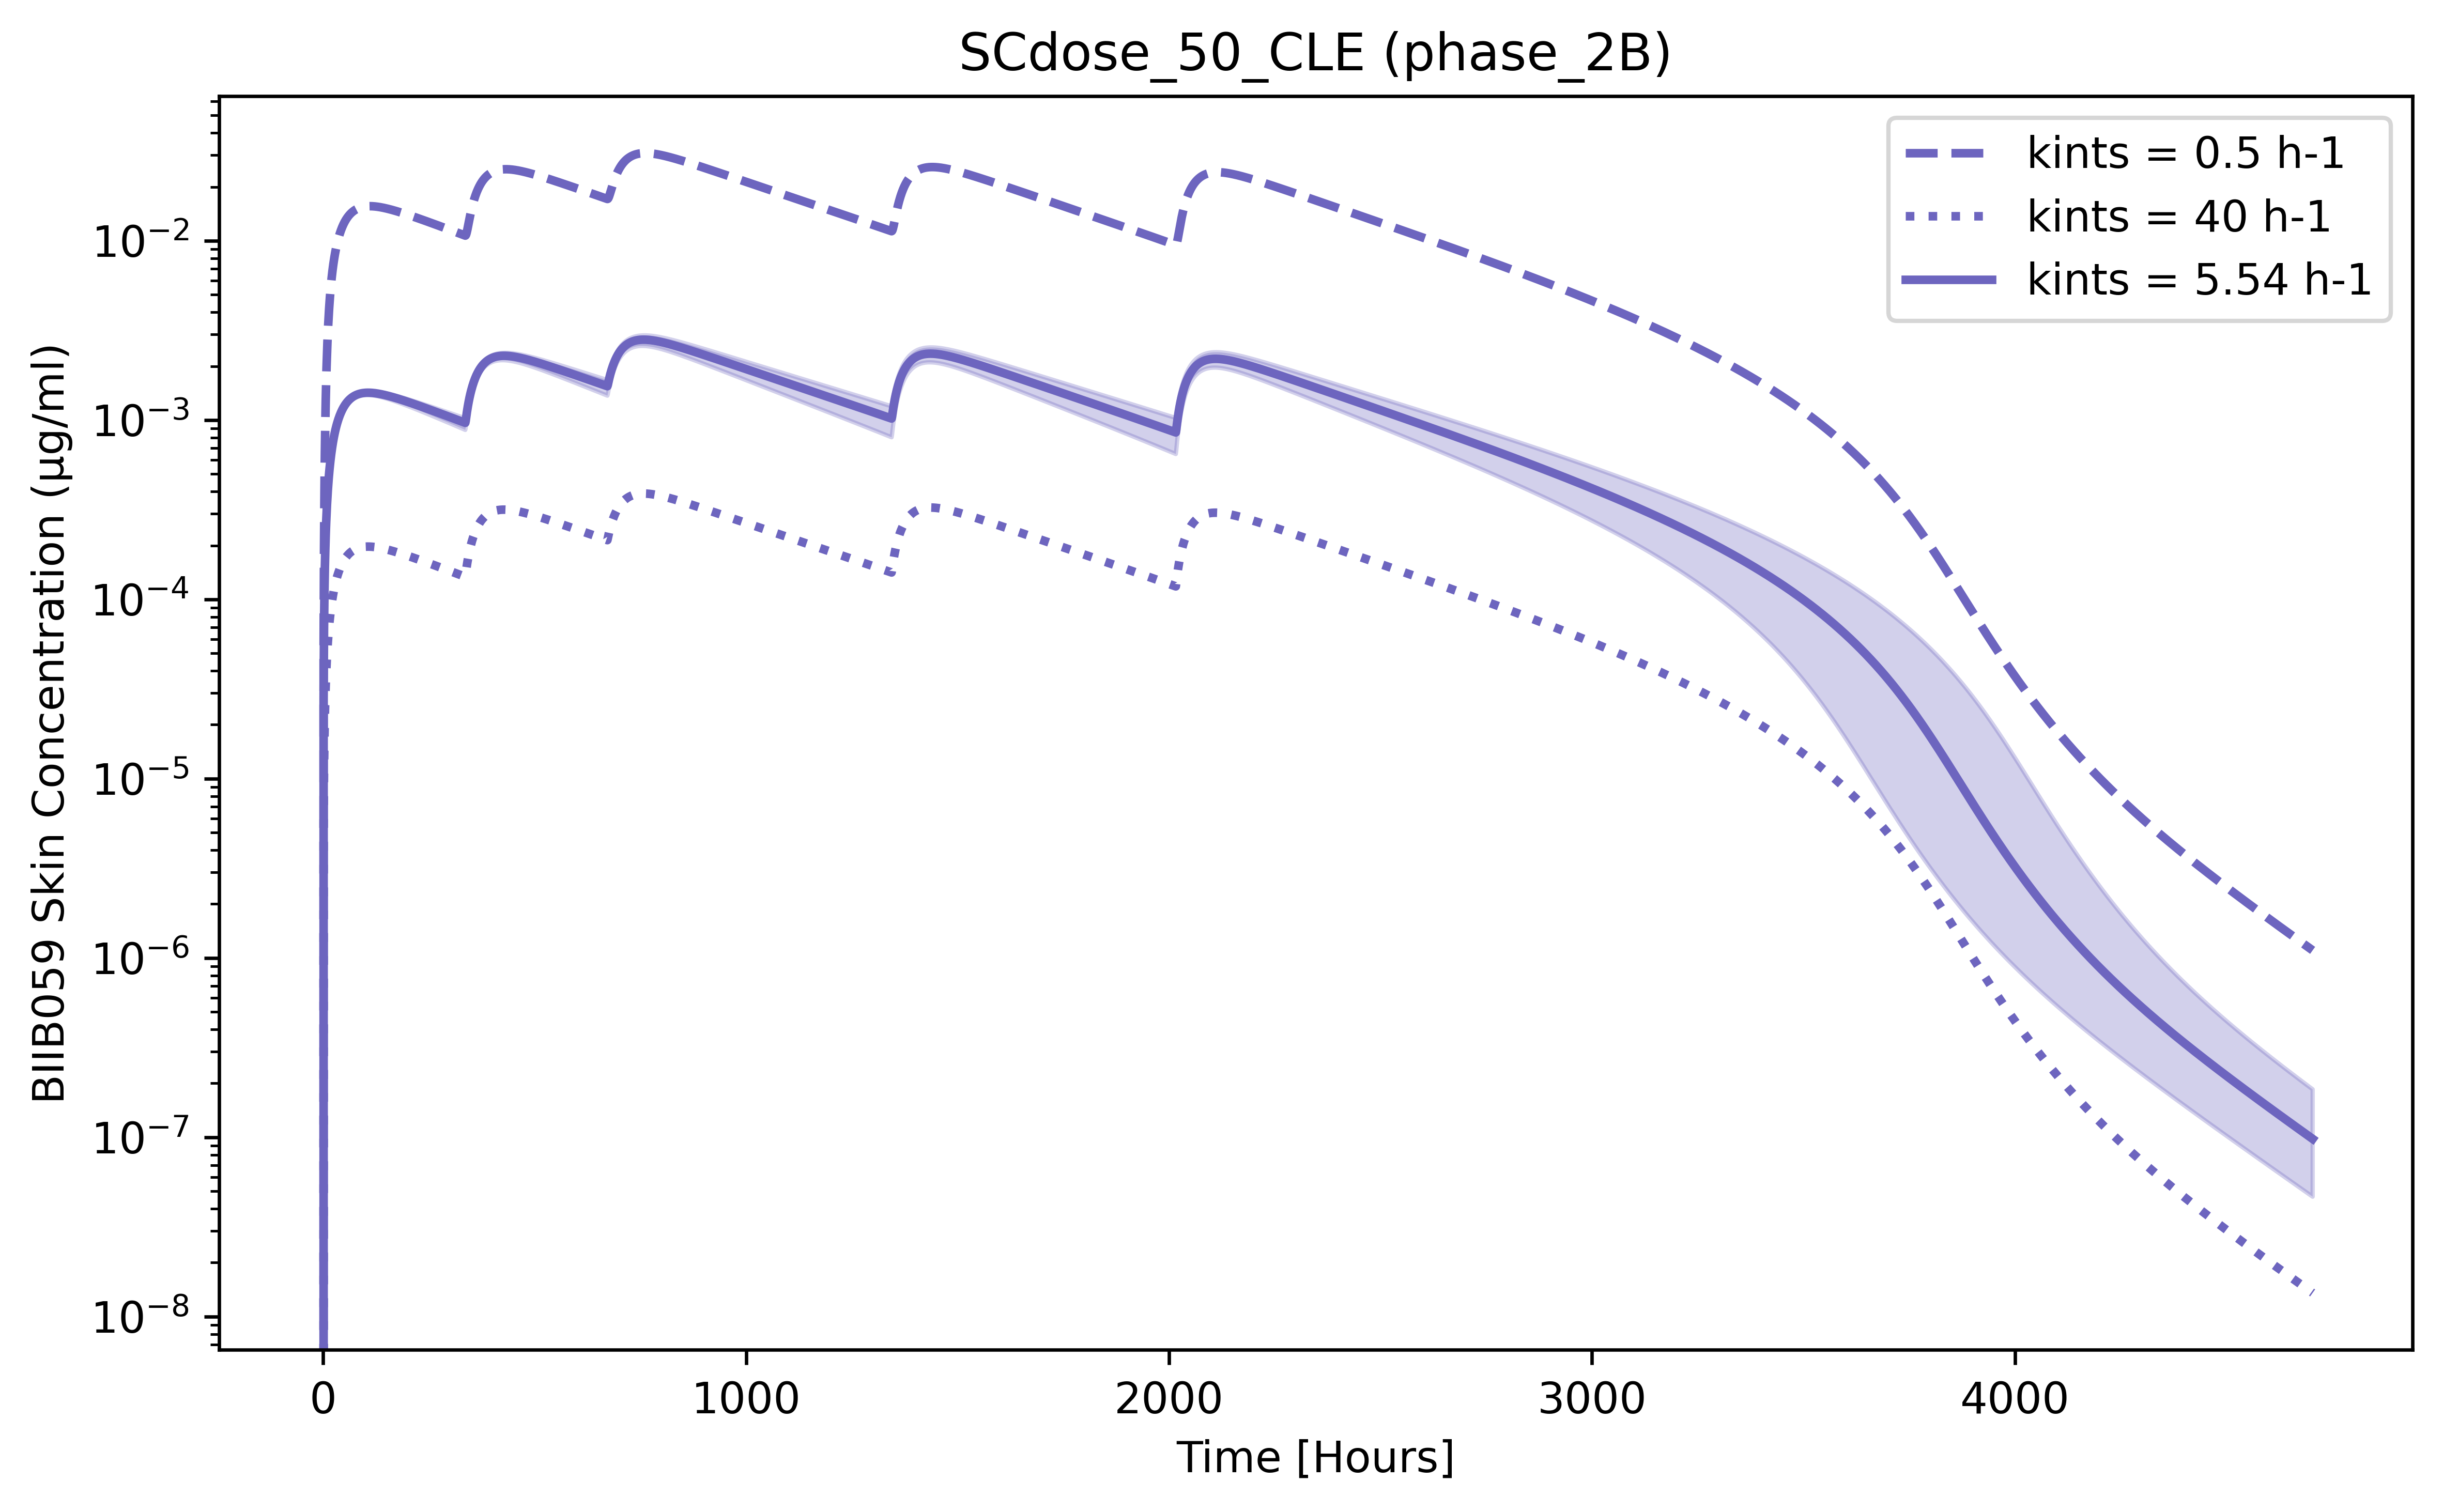 SCdose_50_CLE (phase_2B)
kints = 0.5 h-1
kints = 40 h-1
kints = 5.54 h-1
BIIB059 Skin Concentration (μg/ml)
10⁻²
10⁻³
10⁻⁴
10⁻⁵
10⁻⁶
10⁻⁷
10⁻⁸
0 1000 2000 3000 4000
Time [Hours]